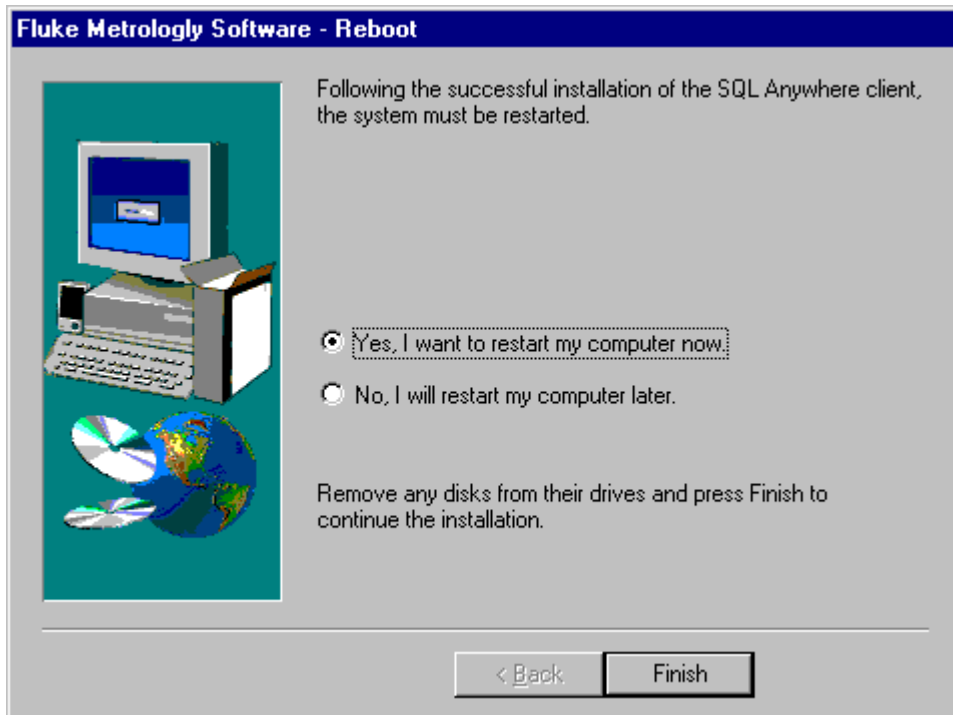 Fluke Metrologly Software - Reboot
Following the successful installation of the SQL Anywhere client,
the system must be restarted.
Yes, I want to restart my computer now.
No, I will restart my computer later.
Remove any disks from their drives and press Finish to
continue the installation.
< Back
Finish